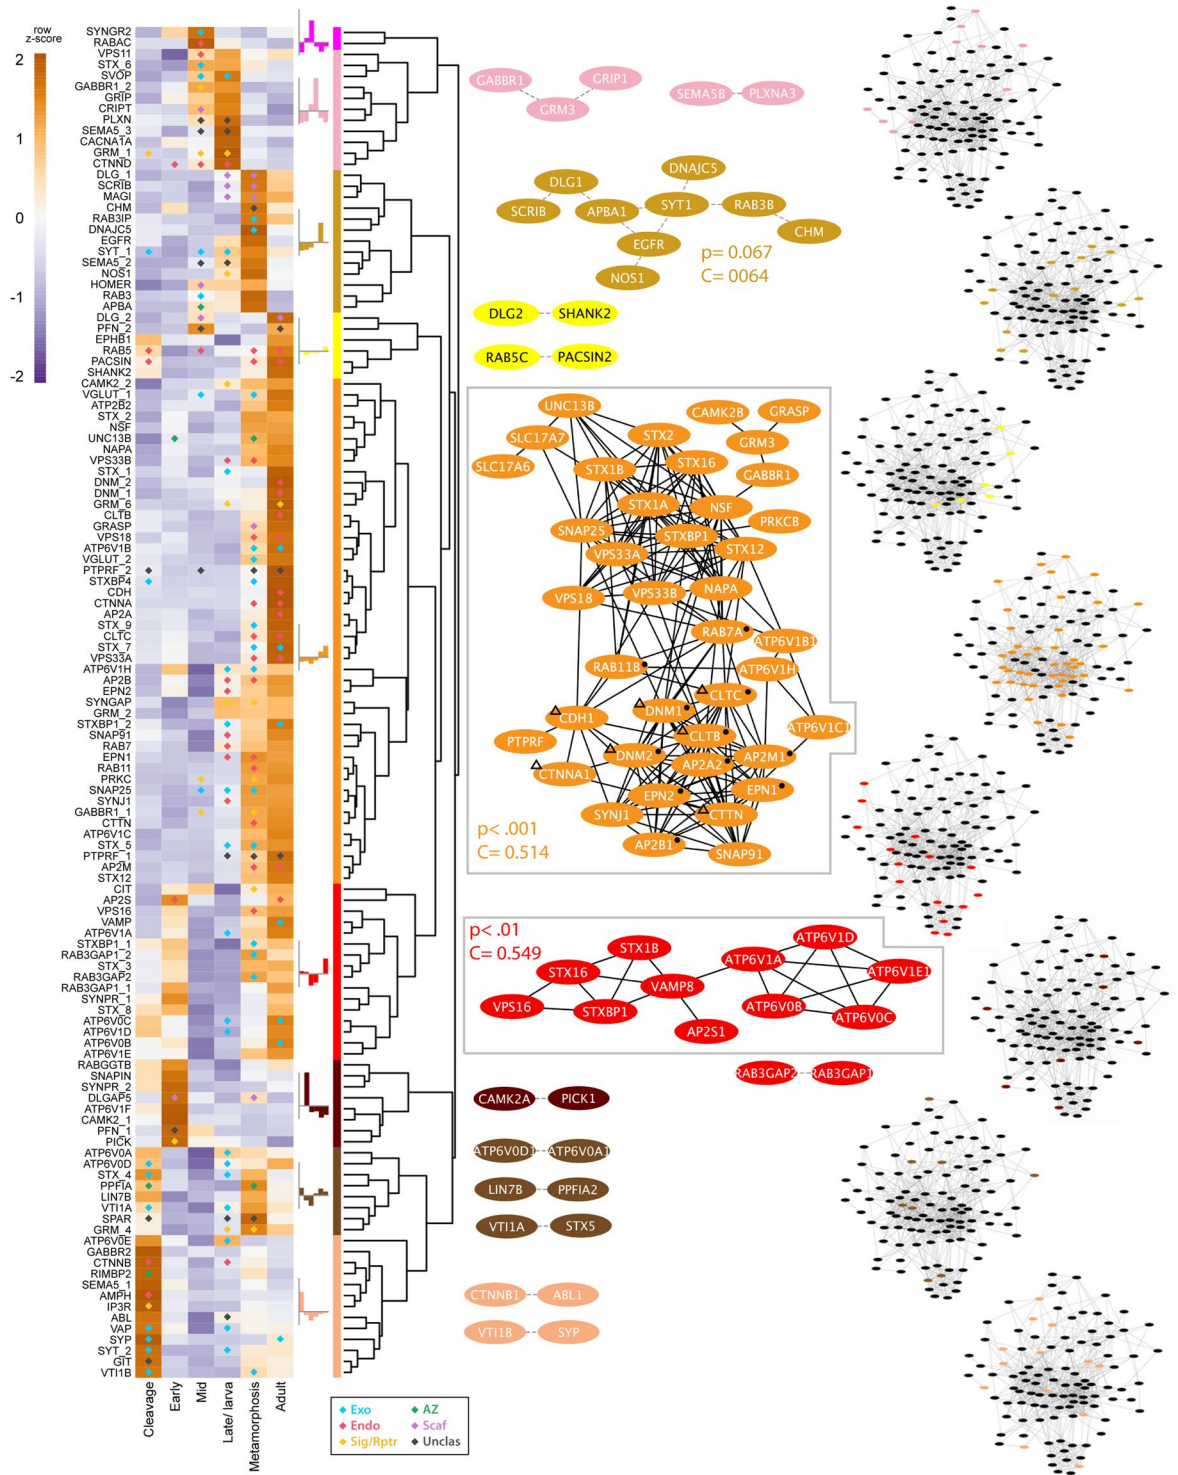 row
z-score
2
1
0
-1
-2
SYNGR2
RABAC
VPS11
STX_6
SVOP
GABBR1_2
GRIP
CRIPT
PLXN
SEMA5_3
CACNA1A
GRM_1
CTNND
DLG_1
SCRIB
MAGI
CHM
RAB3IP
DNAJC5
EGFR
SYT_1
SEMA5_2
NOS1
HOMER
RAB3
APBA
DLG_2
PFN_2
EPHB1
RAB5
PACSIN
SHANK2
CAMK2_2
VGLUT_1
ATP2B2
STX_2
NSF
UNC13B
NAPA
VPS33B
STX_1
DNM_2
DNM_1
GRM_6
CLTB
GRASP
VPS18
ATP6V1B
VGLUT_2
PTPRF_2
STXBP4
CDH
CTNNA
AP2A
STX_9
CLTC
STX_7
VPS33A
ATP6V1H
AP2B
EPN2
SYNGAP
GRM_2
STXBP1_2
SNAP91
RAB7
EPN1
RAB11
PRKC
SNAP25
SYNJ1
GABBR1_1
CTTN
ATP6V1C
STX_5
PTPRF_1
AP2M
STX12
CIT
AP2S
VPS16
VAMP
ATP6V1A
STXBP1_1
RAB3GAP1_2
STX_3
RAB3GAP2
RAB3GAP1_1
SYNPR_1
STX_8
ATP6V0C
ATP6V1D
ATP6V0B
ATP6V1E
RABGGTB
SNAPIN
SYNPR_2
DLGAP5
ATP6V1F
CAMK2_1
PFN_1
PICK
ATP6V0A
ATP6V0D
STX_4
PPFIA
LIN7B
VTI1A
SPAR
GRM_4
ATP6V0E
GABBR2
CTNNB
RIMBP2
SEMA5_1
AMPH
IP3R
ABL
VAP
SYP
SYT_2
GIT
VTI1B
Cleavage
Early
Mid
Late/ larva
Metamorphosis
Adult
Exo
AZ
Endo
Scaf
Sig/Rptr
Unclas
GABBR1
GRIP1
GRM3
SEMA5B
PLXNA3
DNAJC5
DLG1
SCRIB
APBA1
SYT1
RAB3B
CHM
EGFR
NOS1
p= 0.067
C= 0064
DLG2
SHANK2
RAB5C
PACSIN2
UNC13B
CAMK2B
GRASP
SLC17A7
STX2
GRM3
SLC17A6
STX1B
STX16
GABBR1
STX1A
NSF
SNAP25
STXBP1
PRKCB
VPS33A
STX12
VPS18
VPS33B
NAPA
RAB7A
ATP6V1B1
RAB11B
ATP6V1H
CLTC
CDH1
DNM1
ATP6V1C1
PTPRF
CLTB
DNM2
AP2M1
CTNNA1
AP2A2
EPN2
EPN1
SYNJ1
CTTN
AP2B1
SNAP91
p< .001
C= 0.514
p< .01
C= 0.549
STX1B
ATP6V1D
STX16
ATP6V1A
ATP6V1E1
VAMP8
VPS16
STXBP1
ATP6V0B
ATP6V0C
AP2S1
RAB3GAP2
RAB3GAP1
CAMK2A
PICK1
ATP6V0D1
ATP6V0A1
LIN7B
PPFIA2
VTI1A
STX5
CTNNB1
ABL1
VTI1B
SYP